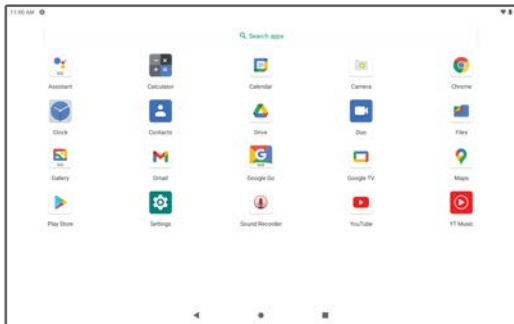 11:00 AM
Search apps
Assistant Calculator Calendar Camera Chrome
Clock Contacts Drive Duo Files
Gallery Gmail Google Go Google TV Maps
Play Store Settings Sound Recorder YouTube YT Music